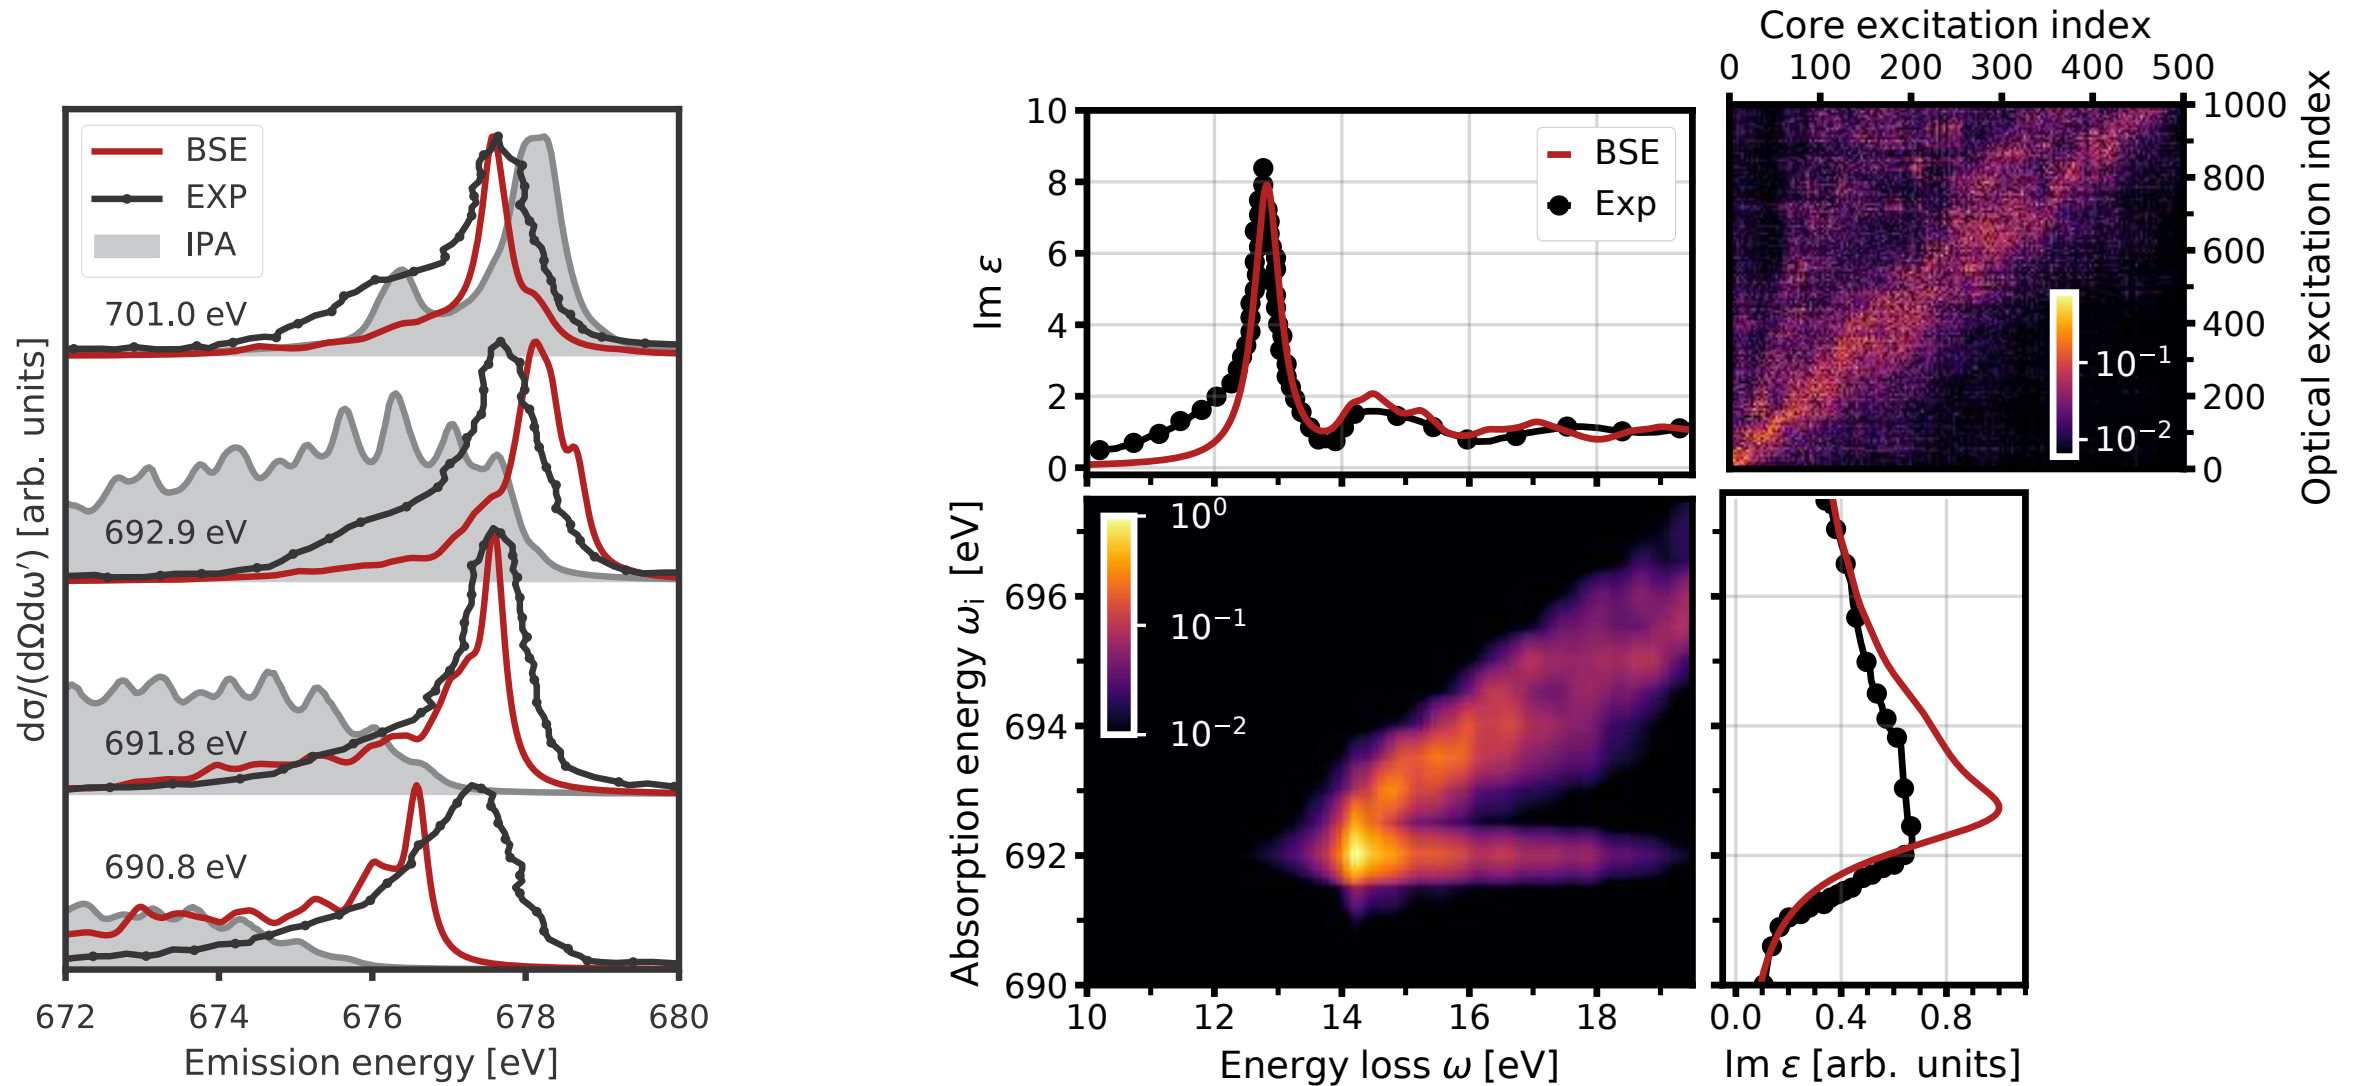 BSE
EXP
IPA
701.0 eV
692.9 eV
691.8 eV
690.8 eV
dσ/(dΩdω′) [arb. units]
672 674 676 678 680
Emission energy [eV]
10
8
6
4
2
0
Im ε
BSE
Exp
Core excitation index
0 100 200 300 400 500
1000
800
600
400
200
0
Optical excitation index
10⁻¹
10⁻²
10⁰
10⁻¹
10⁻²
696
694
692
690
Absorption energy ωᵢ [eV]
10 12 14 16 18
Energy loss ω [eV]
0.0 0.4 0.8
Im ε [arb. units]